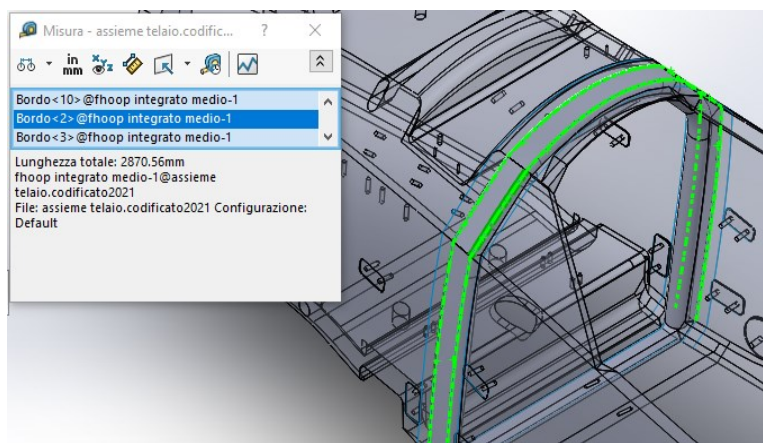 Misura - assieme telaio.codific...
?
in
mm
XYZ
Bordo<10>@fhoop integrato medio-1
Bordo<2>@fhoop integrato medio-1
Bordo<3>@fhoop integrato medio-1
Lunghezza totale: 2870.56mm
fhoop integrato medio-1@assieme
telaio.codificato2021
File: assieme telaio.codificato2021 Configurazione:
Default